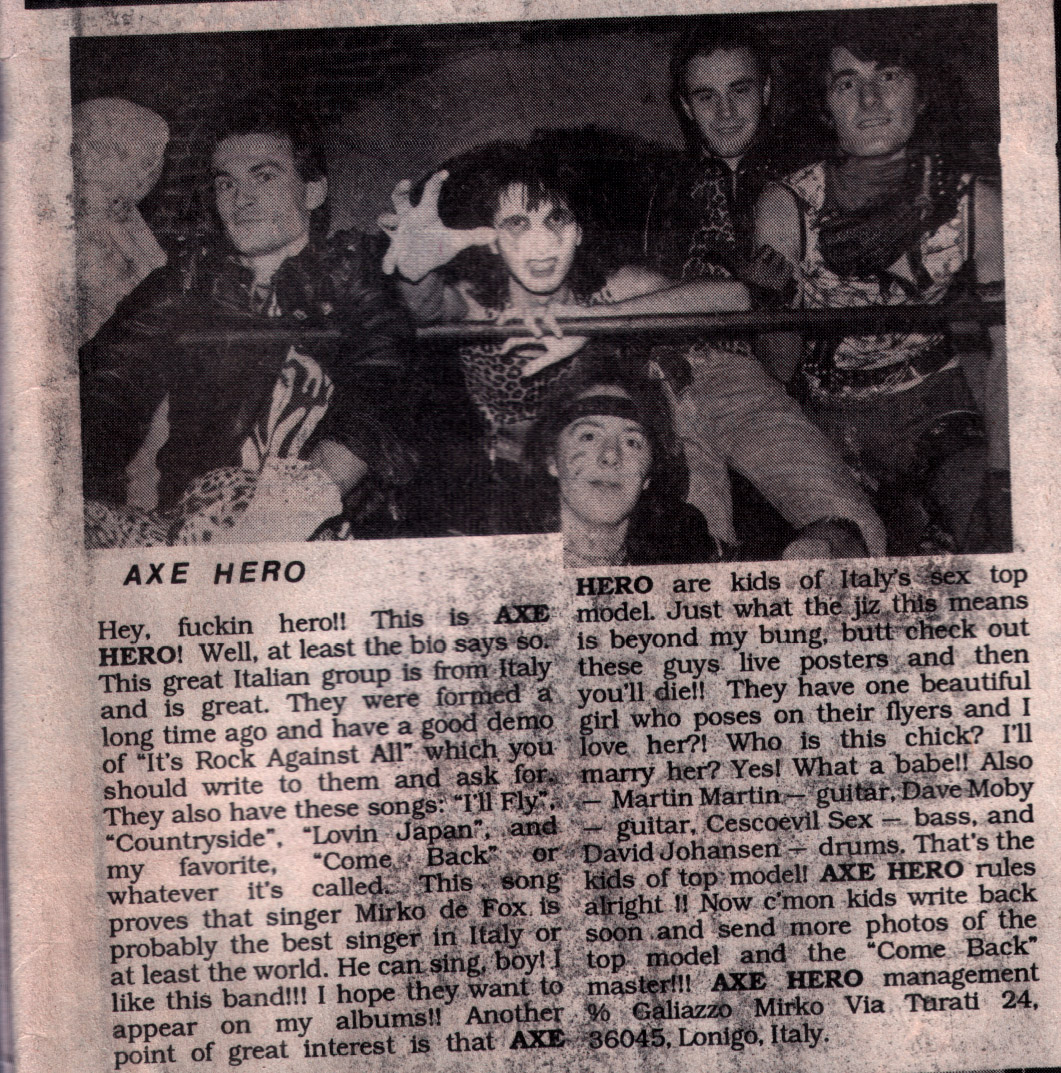 AXE HERO
Hey, fuckin hero!! This is AXE
HERO! Well, at least the bio says so.
This great Italian group is from Italy
and is great. They were formed a
long time ago and have a good demo
of "It's Rock Against All" which you
should write to them and ask for.
They also have these songs: "I'll Fly",
"Countryside", "Lovin Japan", and
my favorite, "Come Back" or
whatever it's called. This song
proves that singer Mirko de Fox is
probably the best singer in Italy or
at least the world. He can sing, boy! I
like this band!!! I hope they want to
appear on my albums!! Another
point of great interest is that AXE
HERO are kids of Italy's sex top
model. Just what the jiz this means
is beyond my bung, butt check out
these guys live posters and then
you'll die!! They have one beautiful
girl who poses on their flyers and I
love her?! Who is this chick? I'll
marry her? Yes! What a babe!! Also
— Martin Martin — guitar, Dave Moby
— guitar, Cescoevil Sex — bass, and
David Johansen — drums. That's the
kids of top model! AXE HERO rules
alright !! Now c'mon kids write back
soon and send more photos of the
top model and the "Come Back"
master!!! AXE HERO management
% Galiazzo Mirko Via Turati 24,
36045, Lonigo, Italy.